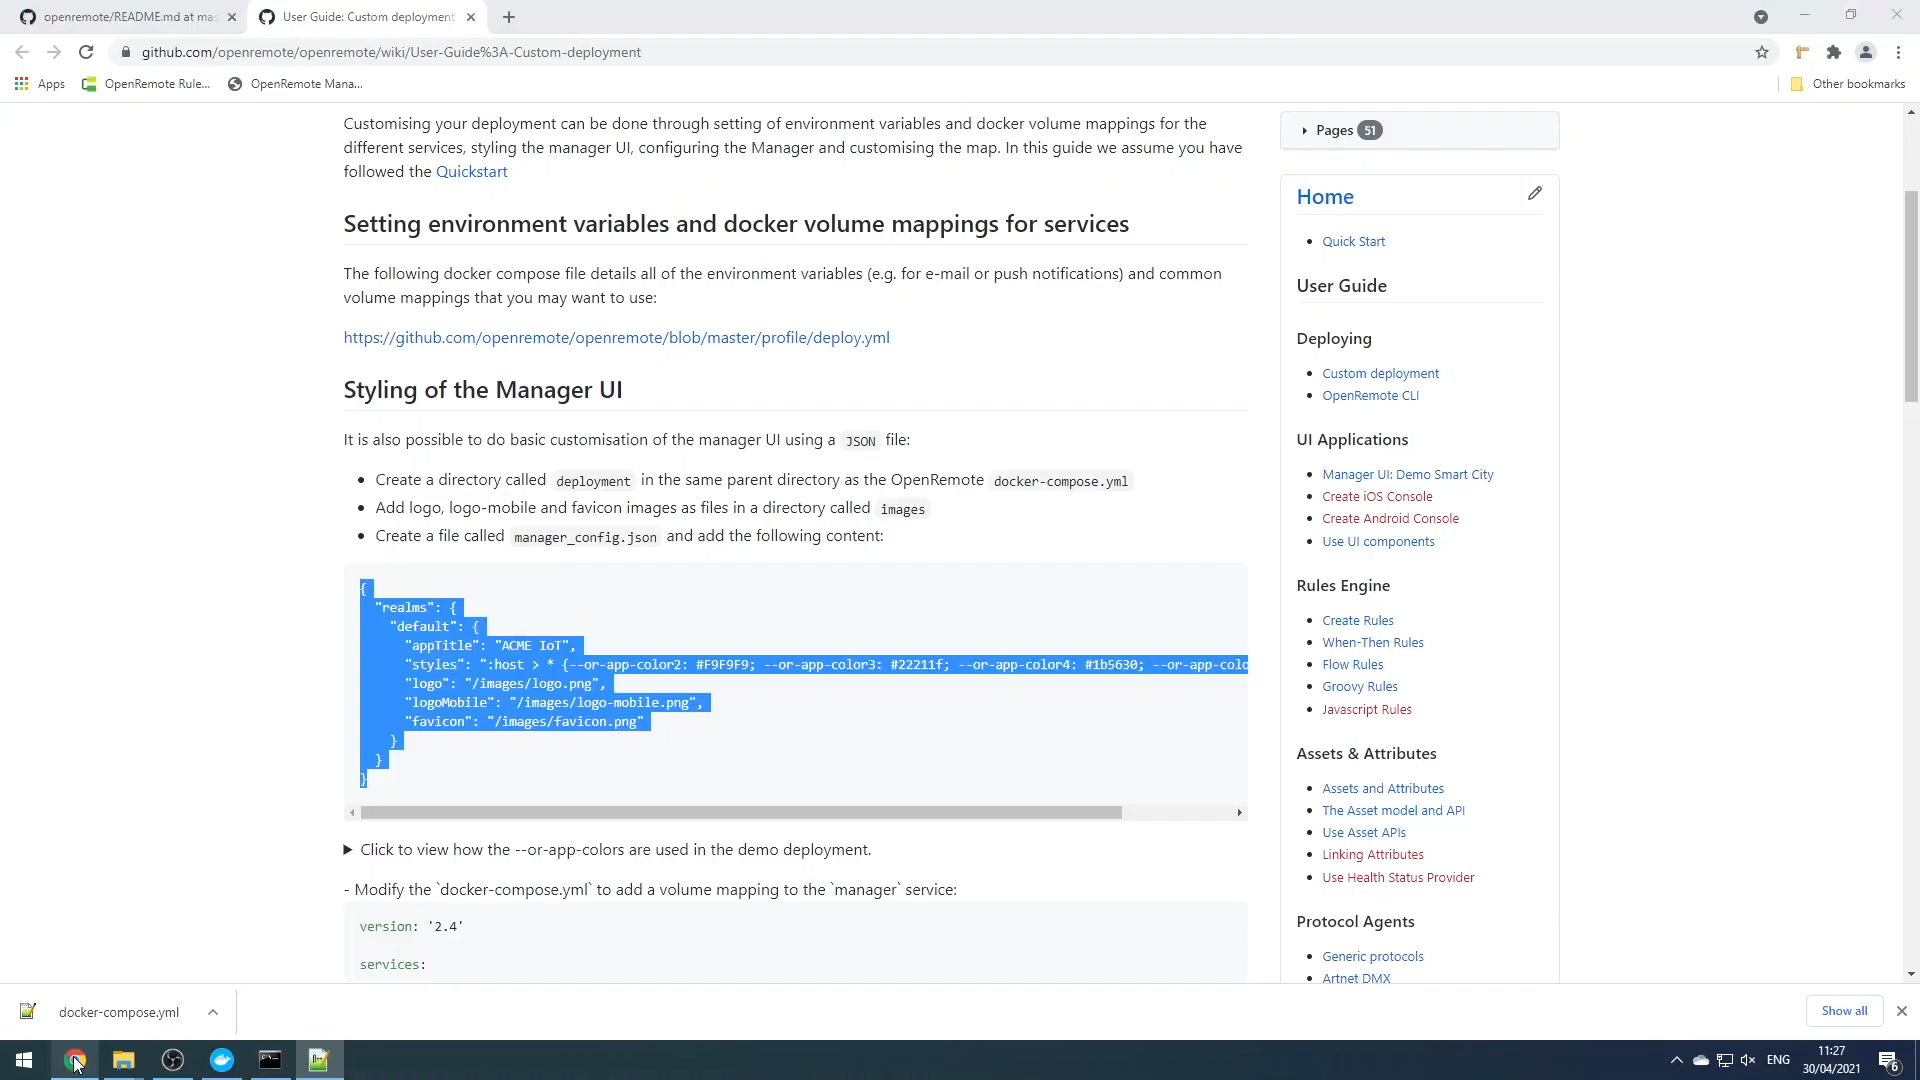 openremote/README.md at mas
User Guide: Custom deployment
github.com/openremote/openremote/wiki/User-Guide%3A-Custom-deployment
Apps
OpenRemote Rule...
OpenRemote Mana...
Other bookmarks
Customising your deployment can be done through setting of environment variables and docker volume mappings for the
different services, styling the manager UI, configuring the Manager and customising the map. In this guide we assume you have
followed the Quickstart
Setting environment variables and docker volume mappings for services
The following docker compose file details all of the environment variables (e.g. for e-mail or push notifications) and common
volume mappings that you may want to use:
https://github.com/openremote/openremote/blob/master/profile/deploy.yml
Styling of the Manager UI
It is also possible to do basic customisation of the manager UI using a JSON file:
• Create a directory called deployment in the same parent directory as the OpenRemote docker-compose.yml
• Add logo, logo-mobile and favicon images as files in a directory called images
• Create a file called manager_config.json and add the following content:
{
"realms": {
"default": {
"appTitle": "ACME IoT",
"styles": ":host > * {--or-app-color2: #F9F9F9; --or-app-color3: #22211f; --or-app-color4: #1b5630; --or-app-colo
"logo": "/images/logo.png",
"logoMobile": "/images/logo-mobile.png",
"favicon": "/images/favicon.png"
}
}
}
Click to view how the --or-app-colors are used in the demo deployment.
- Modify the `docker-compose.yml` to add a volume mapping to the `manager` service:
version: '2.4'
services:
Pages 51
Home
• Quick Start
User Guide
Deploying
• Custom deployment
• OpenRemote CLI
UI Applications
• Manager UI: Demo Smart City
• Create iOS Console
• Create Android Console
• Use UI components
Rules Engine
• Create Rules
• When-Then Rules
• Flow Rules
• Groovy Rules
• Javascript Rules
Assets & Attributes
• Assets and Attributes
• The Asset model and API
• Use Asset APIs
• Linking Attributes
• Use Health Status Provider
Protocol Agents
• Generic protocols
• Artnet DMX
docker-compose.yml
Show all
ENG
11:27
30/04/2021
6